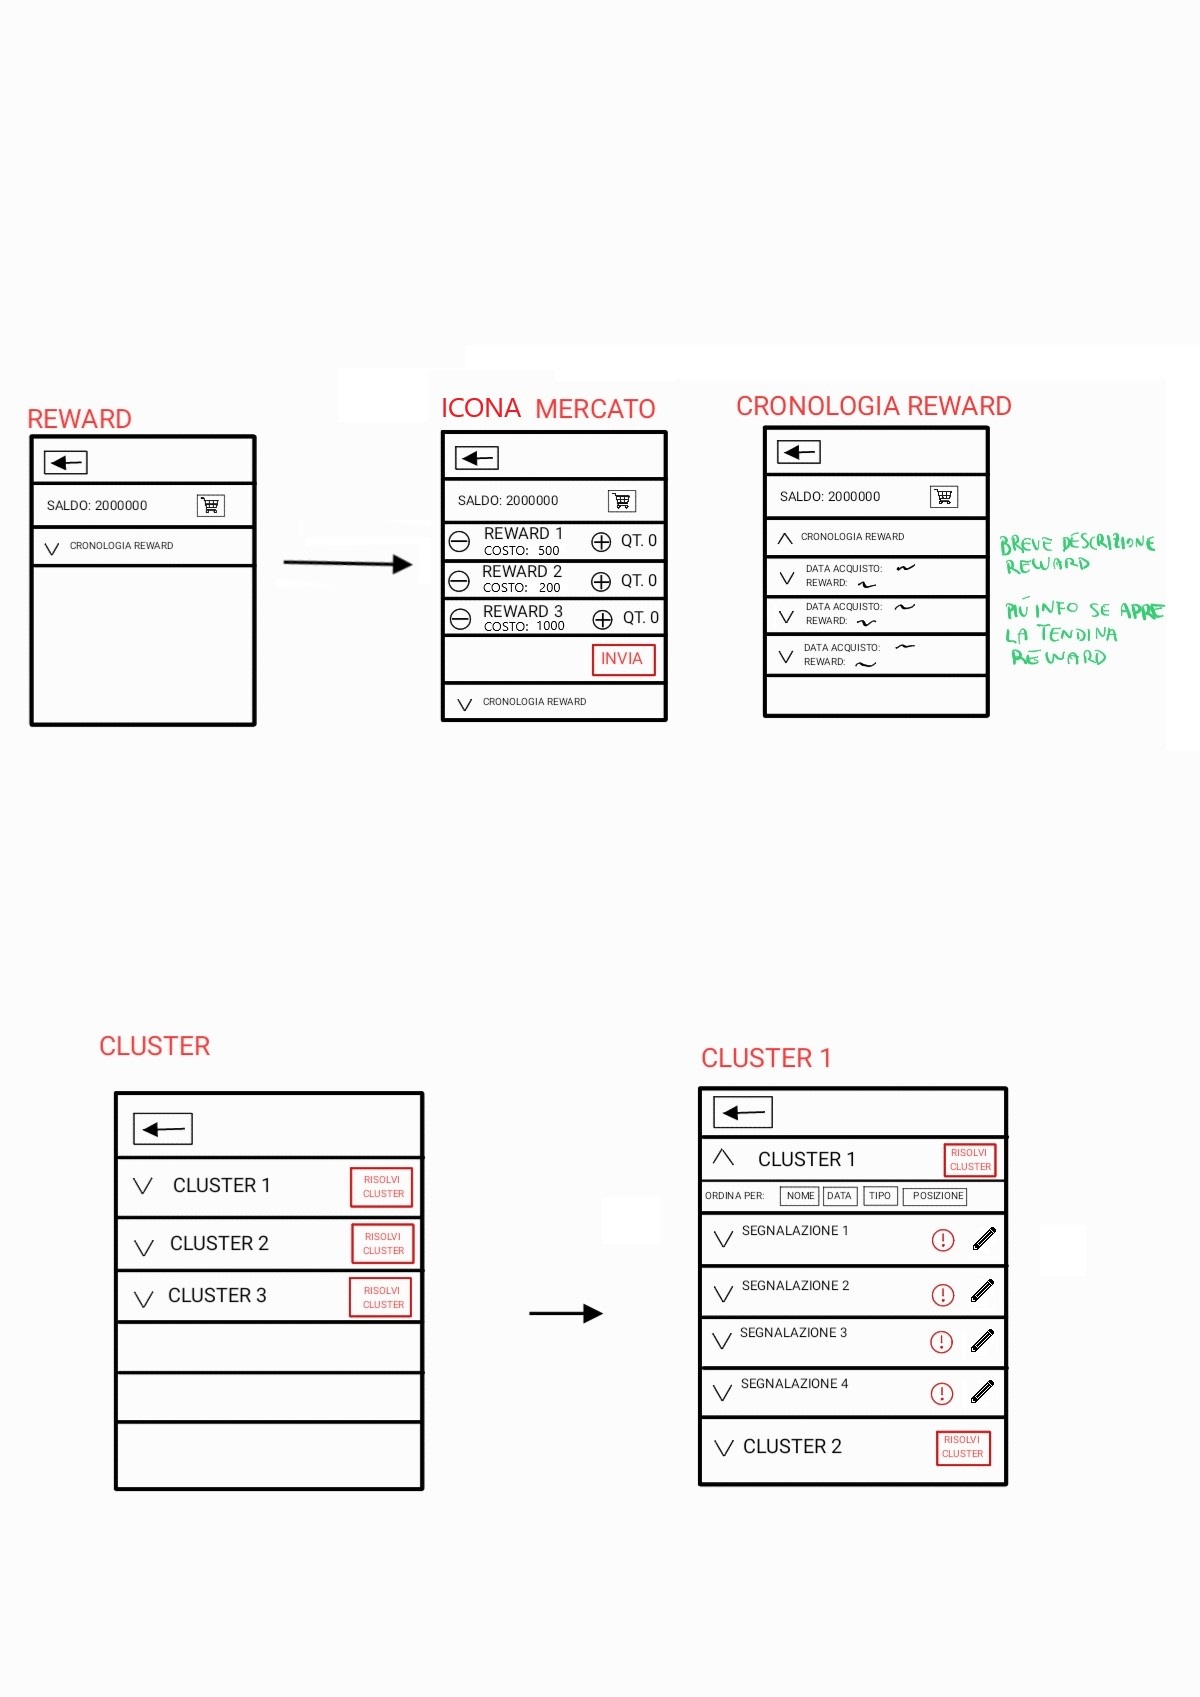 REWARD
SALDO: 2000000
CRONOLOGIA REWARD
ICONA MERCATO
SALDO: 2000000
REWARD 1
COSTO: 500
QT. 0
REWARD 2
COSTO: 200
QT. 0
REWARD 3
COSTO: 1000
QT. 0
INVIA
CRONOLOGIA REWARD
CRONOLOGIA REWARD
SALDO: 2000000
CRONOLOGIA REWARD
DATA ACQUISTO:
REWARD:
DATA ACQUISTO:
REWARD:
DATA ACQUISTO:
REWARD:
BREVE DESCRIZIONE
REWARD
PIÚ INFO SE APRE
LA TENDINA
REWARD
CLUSTER
CLUSTER 1
RISOLVI
CLUSTER
CLUSTER 2
RISOLVI
CLUSTER
CLUSTER 3
RISOLVI
CLUSTER
CLUSTER 1
CLUSTER 1
RISOLVI
CLUSTER
ORDINA PER: NOME DATA TIPO POSIZIONE
SEGNALAZIONE 1
SEGNALAZIONE 2
SEGNALAZIONE 3
SEGNALAZIONE 4
CLUSTER 2
RISOLVI
CLUSTER